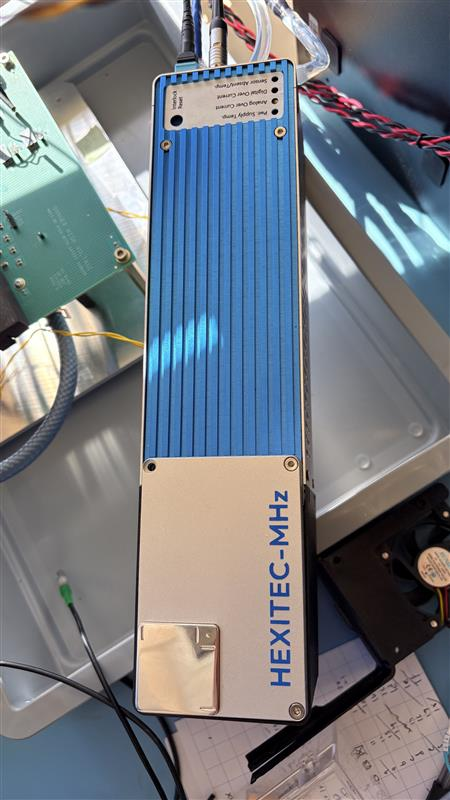 Sensor Absent/Temp.
Digital Over Current
Analog Over Current
Pwr. Supply Temp.
Interlock
Reset
HEXITEC-MHz